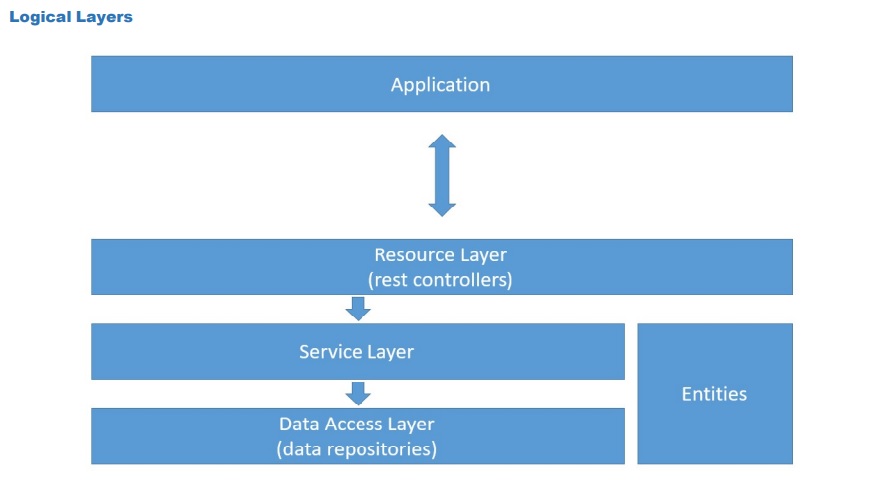 Logical Layers
Application
Resource Layer
(rest controllers)
Service Layer
Entities
Data Access Layer
(data repositories)